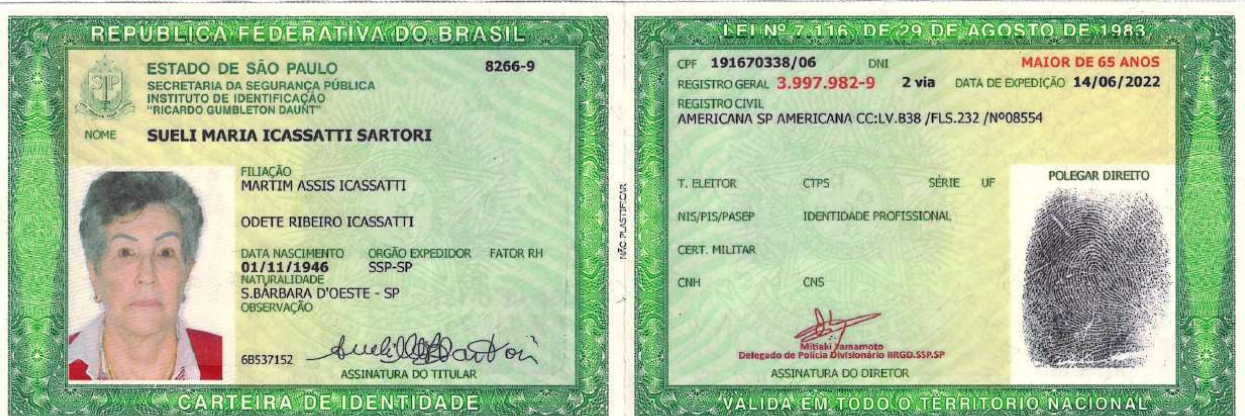 REPÚBLICA FEDERATIVA DO BRASIL
ESTADO DE SÃO PAULO 8266-9
SECRETARIA DA SEGURANÇA PÚBLICA
INSTITUTO DE IDENTIFICAÇÃO
"RICARDO GUMBLETON DAUNT"
NOME SUELI MARIA ICASSATTI SARTORI
FILIAÇÃO
MARTIM ASSIS ICASSATTI
ODETE RIBEIRO ICASSATTI
DATA NASCIMENTO ORGÃO EXPEDIDOR FATOR RH
01/11/1946 SSP-SP
NATURALIDADE
S.BÁRBARA D'OESTE - SP
OBSERVAÇÃO
6B537152
ASSINATURA DO TITULAR
CARTEIRA DE IDENTIDADE
NÃO PLASTIFICAR
LEI Nº 7.116, DE 29 DE AGOSTO DE 1983
CPF 191670338/06 DNI MAIOR DE 65 ANOS
REGISTRO GERAL 3.997.982-9 2 via DATA DE EXPEDIÇÃO 14/06/2022
REGISTRO CIVIL
AMERICANA SP AMERICANA CC:LV.B38 /FLS.232 /Nº08554
POLEGAR DIREITO
T. ELEITOR CTPS SÉRIE UF
NIS/PIS/PASEP IDENTIDADE PROFISSIONAL
CERT. MILITAR
CNH CNS
Mitiaki Yamamoto
Delegado de Polícia Divisionário IIRGD.SSP.SP
ASSINATURA DO DIRETOR
VÁLIDA EM TODO O TERRITÓRIO NACIONAL